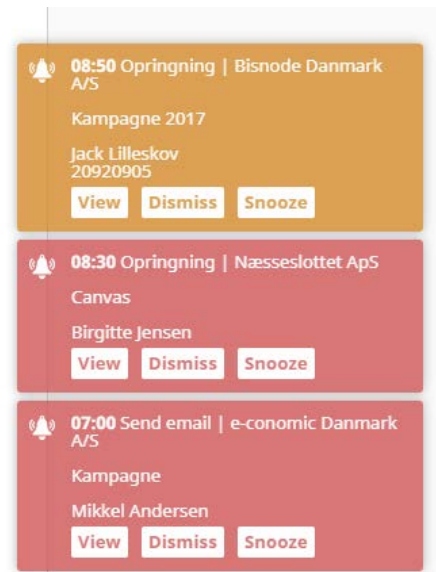 08:50 Opringning | Bisnode Danmark
A/S
Kampagne 2017
Jack Lilleskov
20920905
View Dismiss Snooze
08:30 Opringning | Næsseslottet ApS
Canvas
Birgitte Jensen
View Dismiss Snooze
07:00 Send email | e-conomic Danmark
A/S
Kampagne
Mikkel Andersen
View Dismiss Snooze